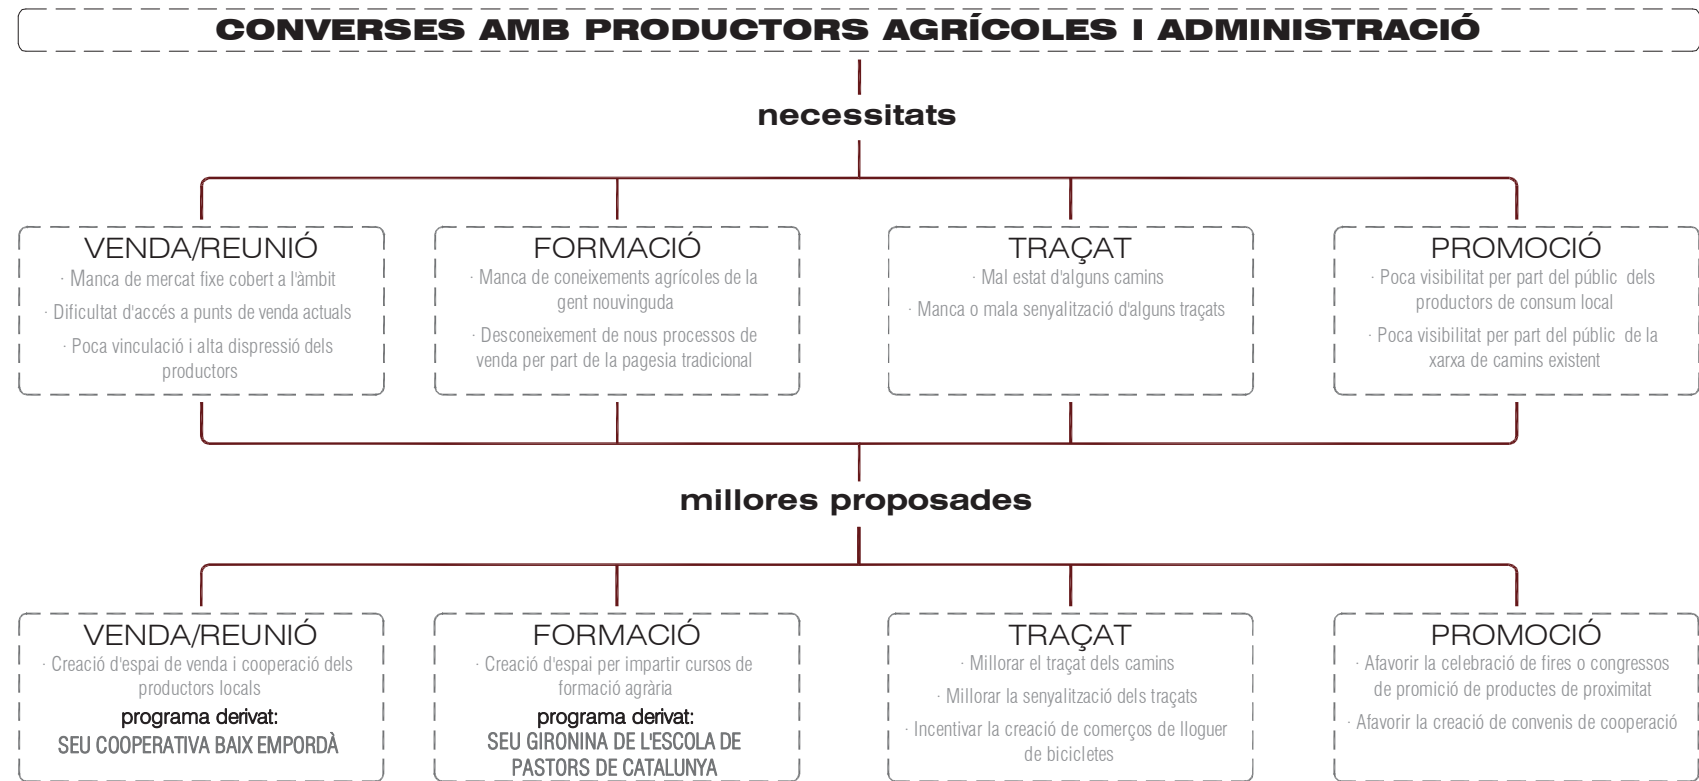 CONVERSES AMB PRODUCTORS AGRÍCOLES I ADMINISTRACIÓ
necessitats
VENDA/REUNIÓ
· Manca de mercat fixe cobert a l'àmbit
· Dificultat d'accés a punts de venda actuals
· Poca vinculació i alta dispressió dels
productors
FORMACIÓ
· Manca de coneixements agrícoles de la
gent nouvinguda
· Desconeixement de nous processos de
venda per part de la pagesia tradicional
TRAÇAT
· Mal estat d'alguns camins
· Manca o mala senyalització d'alguns traçats
PROMOCIÓ
· Poca visibilitat per part del públic dels
productors de consum local
· Poca visibilitat per part del públic de la
xarxa de camins existent
millores proposades
VENDA/REUNIÓ
· Creació d'espai de venda i cooperació dels
productors locals
programa derivat:
SEU COOPERATIVA BAIX EMPORDÀ
FORMACIÓ
· Creació d'espai per impartir cursos de
formació agrària
programa derivat:
SEU GIRONINA DE L'ESCOLA DE
PASTORS DE CATALUNYA
TRAÇAT
· Millorar el traçat dels camins
· Millorar la senyalització dels traçats
· Incentivar la creació de comerços de lloguer
de bicicletes
PROMOCIÓ
· Afavorir la celebració de fires o congressos
de promició de productes de proximitat
· Afavorir la creació de convenis de cooperació